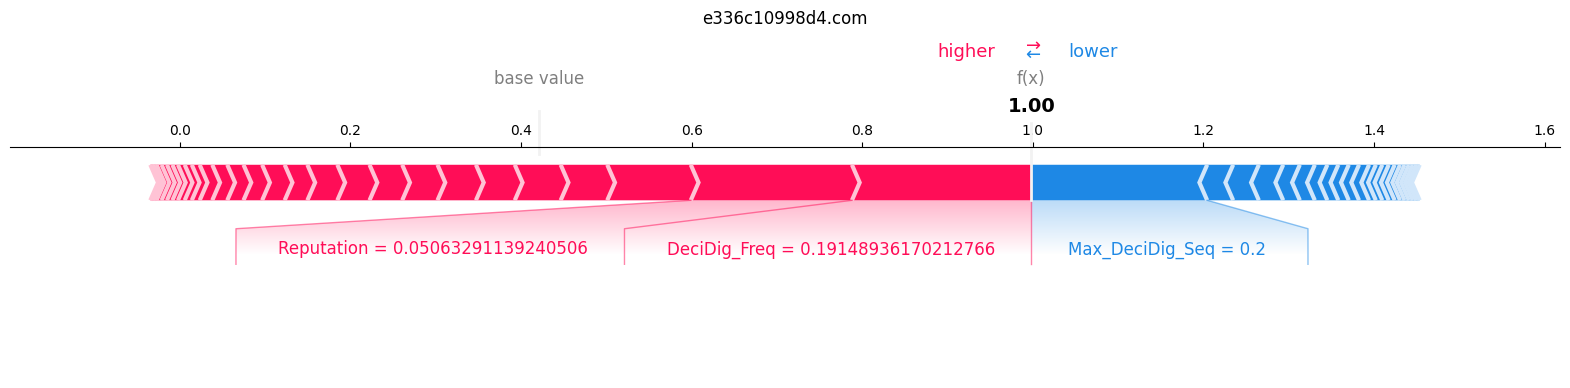 e336c10998d4.com
higher ⇄ lower
base value f(x)
1.00
0.0 0.2 0.4 0.6 0.8 1.0 1.2 1.4 1.6
Reputation = 0.05063291139240506 DeciDig_Freq = 0.19148936170212766 Max_DeciDig_Seq = 0.2